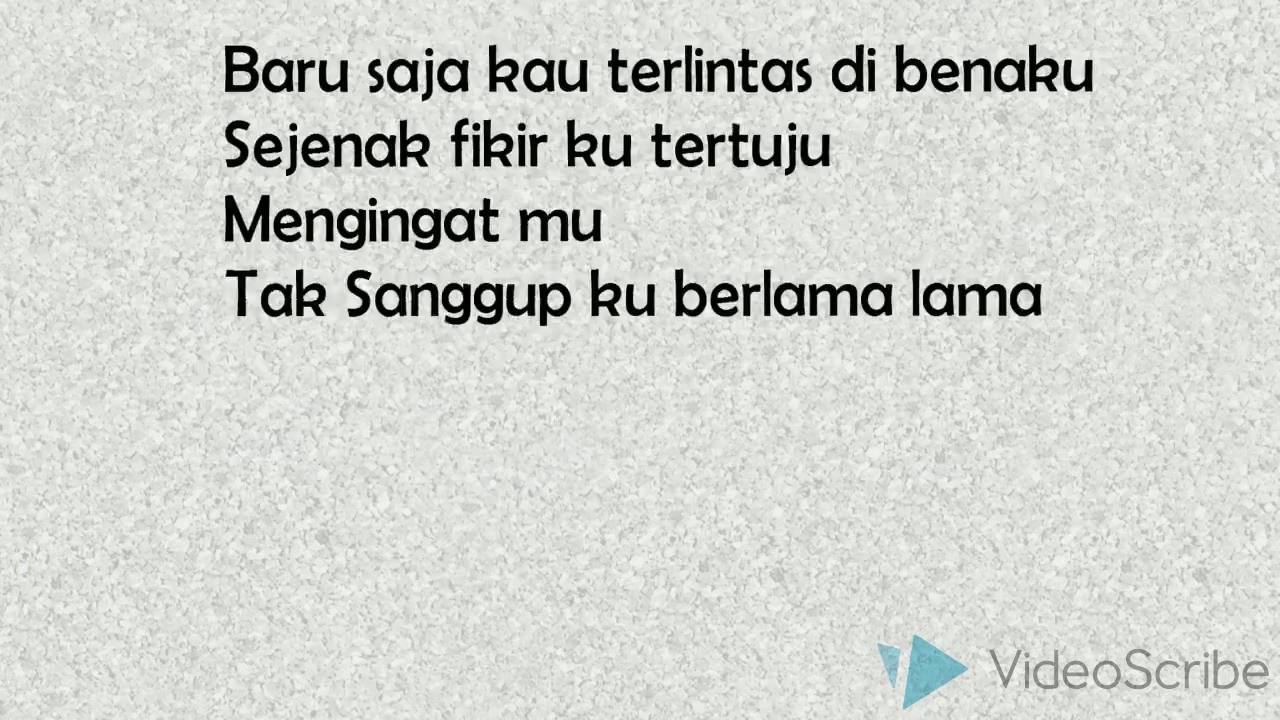 Baru saja kau terlintas di benaku
Sejenak fikir ku tertuju
Mengingat mu
Tak Sanggup ku berlama lama
VideoScribe